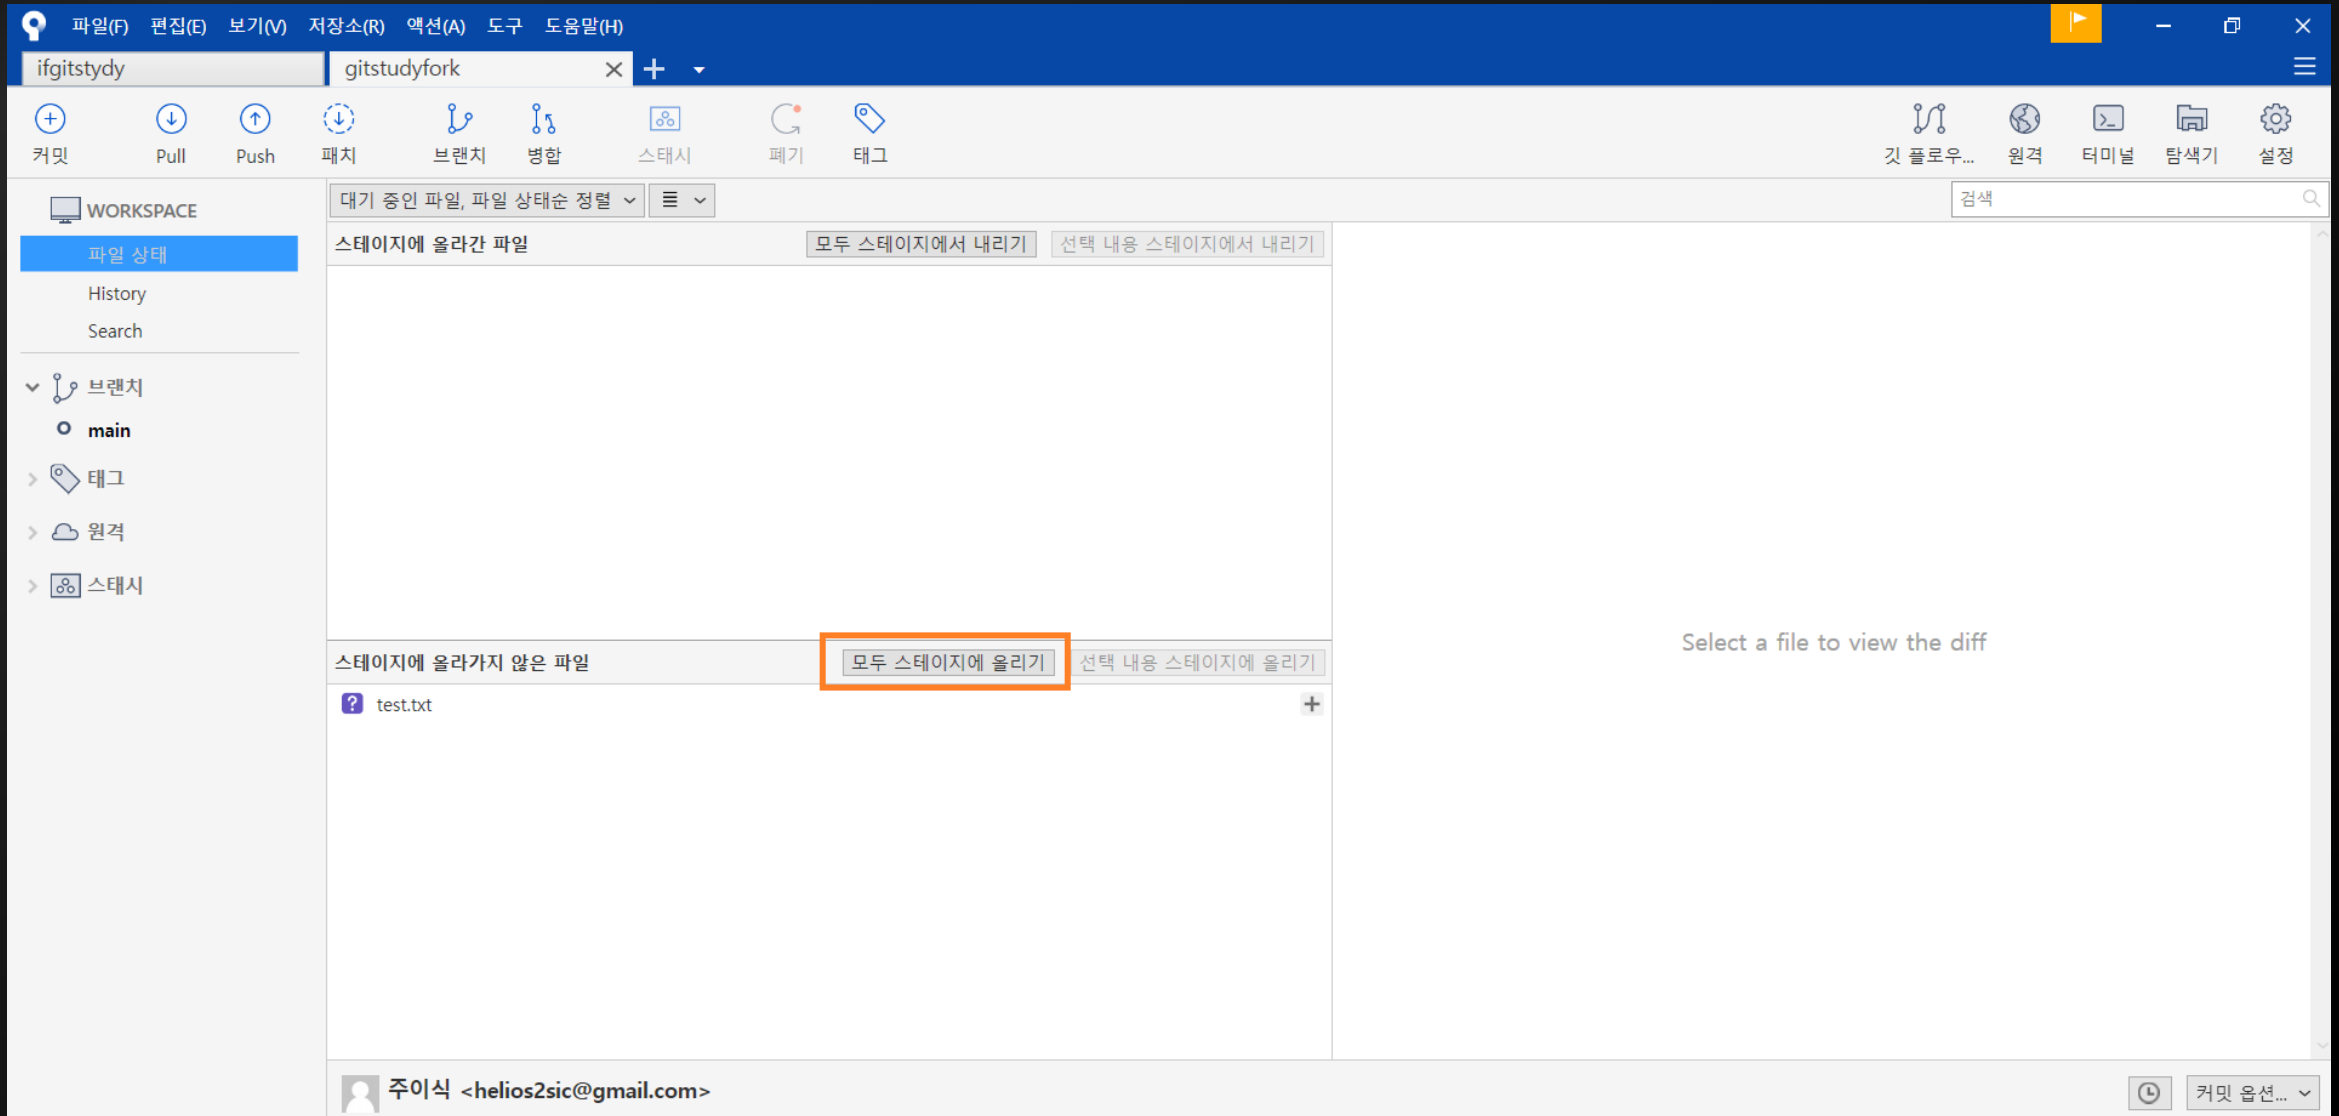 파일(F) 편집(E) 보기(V) 저장소(R) 액션(A) 도구 도움말(H)
ifgitstydy
gitstudyfork
커밋 Pull Push 패치 브랜치 병합 스태시 폐기 태그 깃 플로우... 원격 터미널 탐색기 설정
WORKSPACE
파일 상태
History
Search
브랜치
main
태그
원격
스태시
대기 중인 파일, 파일 상태순 정렬
검색
스테이지에 올라간 파일 모두 스테이지에서 내리기 선택 내용 스테이지에서 내리기
스테이지에 올라가지 않은 파일 모두 스테이지에 올리기 선택 내용 스테이지에 올리기
test.txt
Select a file to view the diff
주이식 <helios2sic@gmail.com>
커밋 옵션...